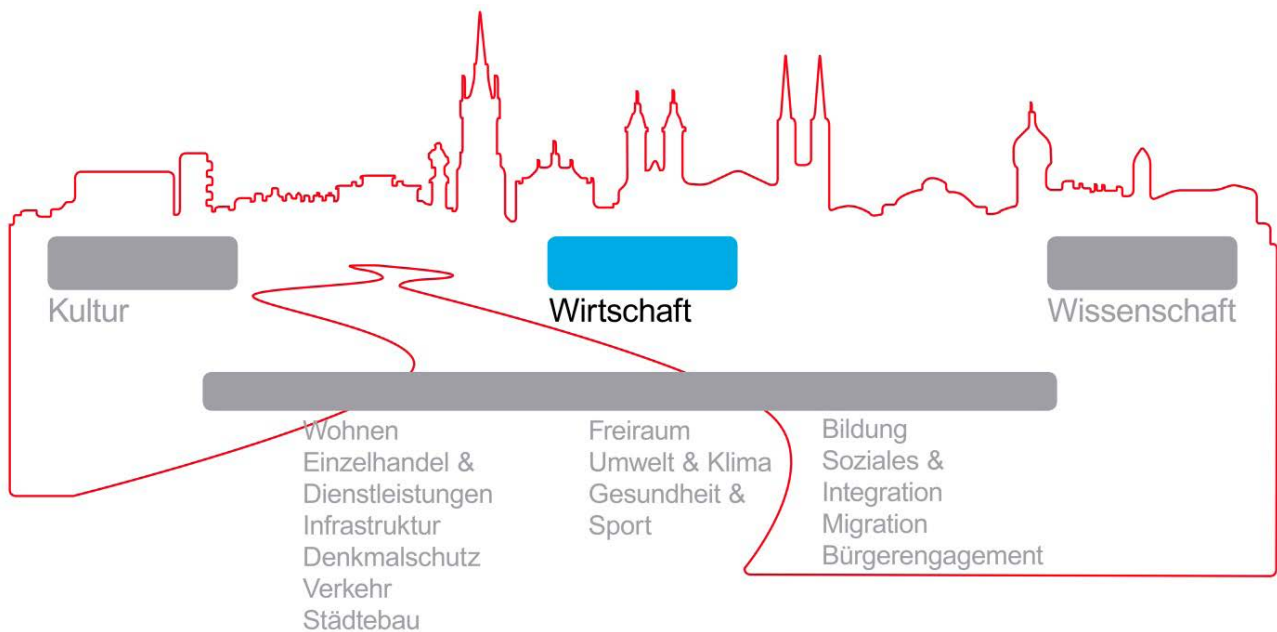 Kultur
Wirtschaft
Wissenschaft
Wohnen
Einzelhandel &
Dienstleistungen
Infrastruktur
Denkmalschutz
Verkehr
Städtebau
Freiraum
Umwelt & Klima
Gesundheit &
Sport
Bildung
Soziales &
Integration
Migration
Bürgerengagement